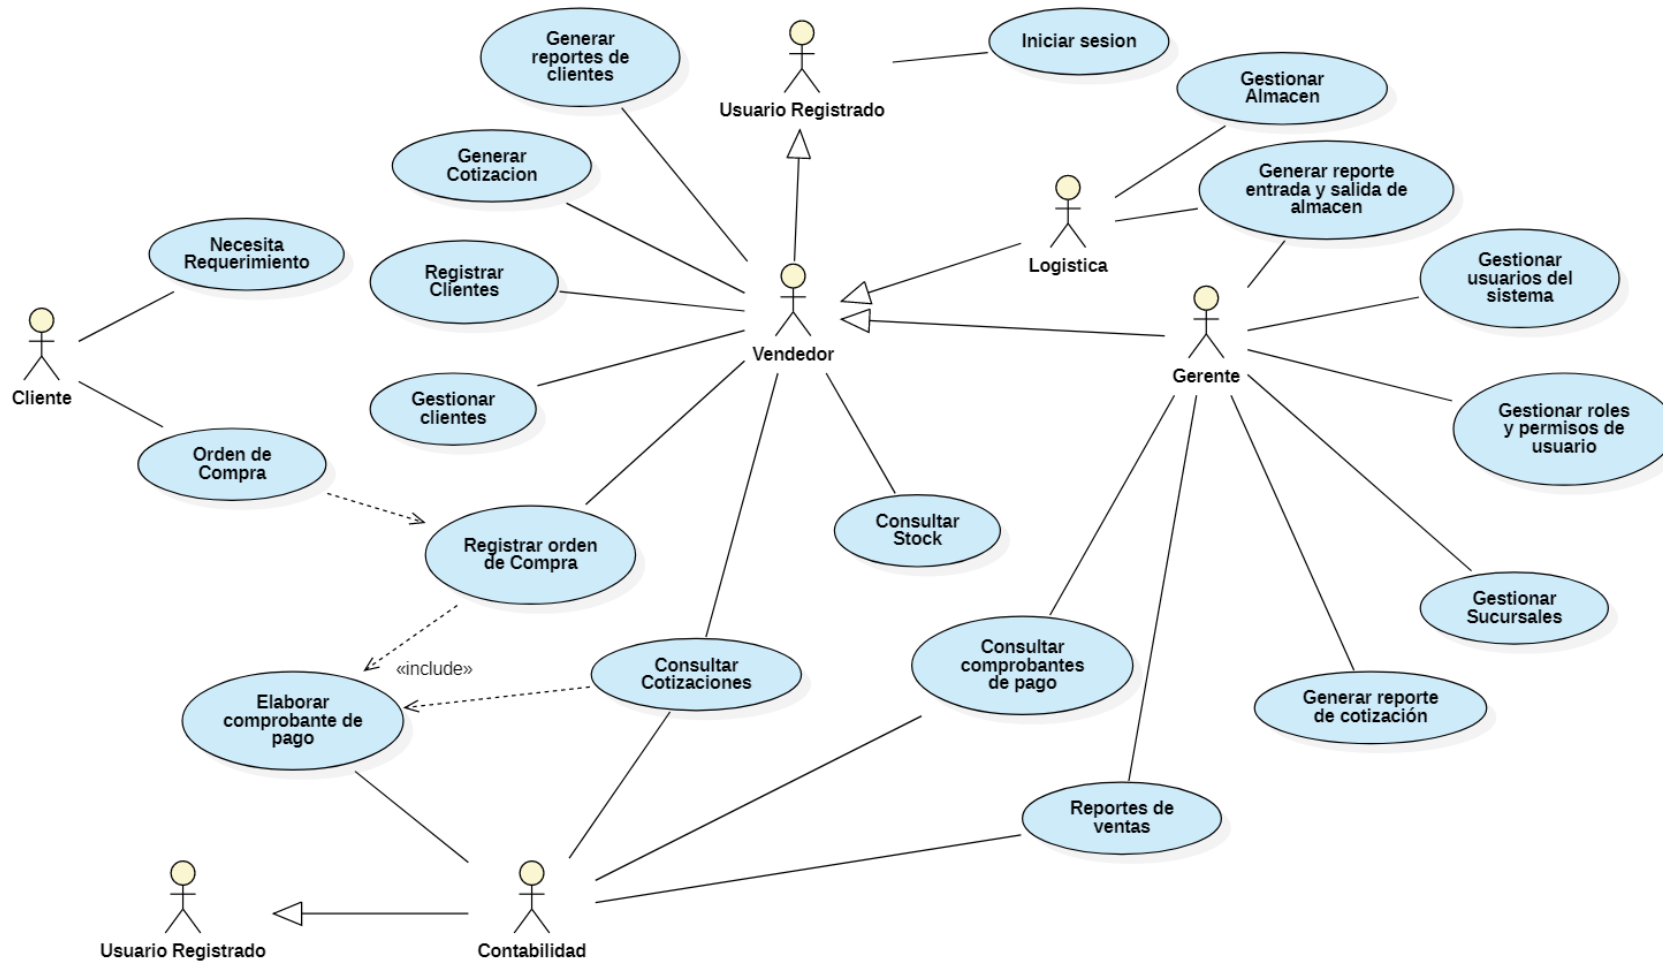 Generar
reportes de
clientes
Usuario Registrado
Iniciar sesion
Gestionar
Almacen
Generar
Cotizacion
Generar reporte
entrada y salida de
almacen
Logistica
Necesita
Requerimiento
Registrar
Clientes
Gestionar
usuarios del
sistema
Cliente
Vendedor
Gerente
Gestionar
clientes
Gestionar roles
y permisos de
usuario
Orden de
Compra
Registrar orden
de Compra
Consultar
Stock
Gestionar
Sucursales
«include»
Elaborar
comprobante de
pago
Consultar
Cotizaciones
Consultar
comprobantes
de pago
Generar reporte
de cotización
Reportes de
ventas
Usuario Registrado
Contabilidad